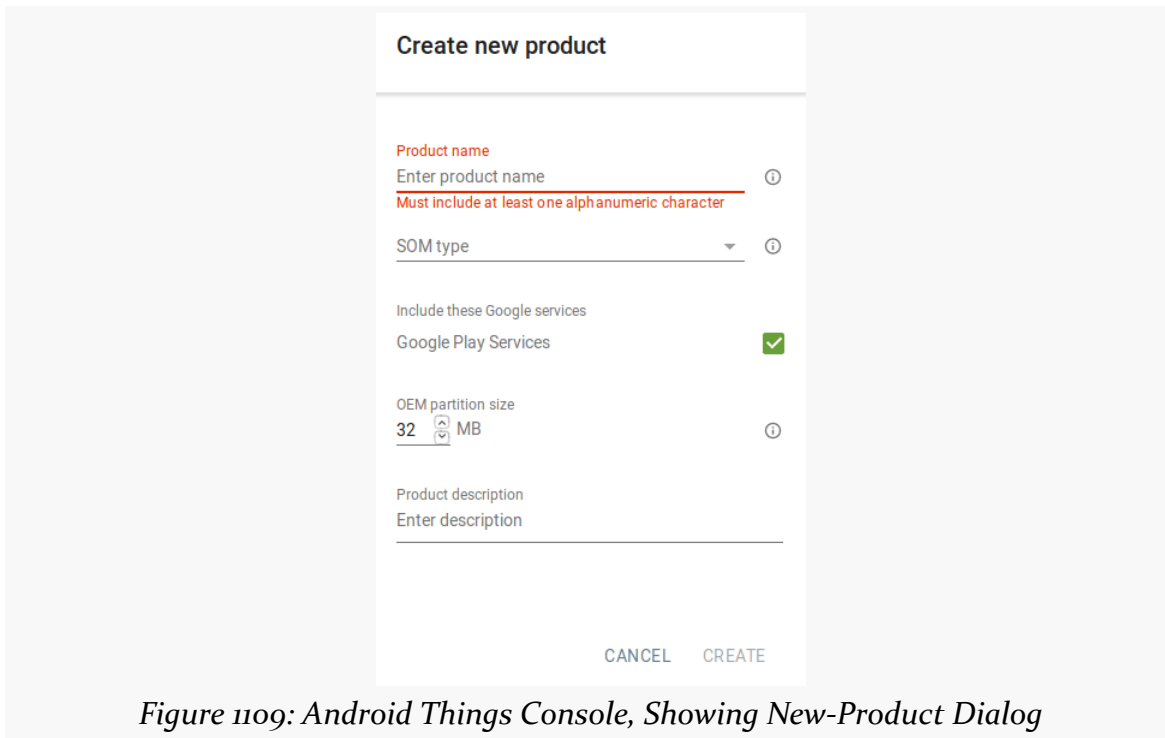 Create new product
Product name
Enter product name
Must include at least one alphanumeric character
SOM type
Include these Google services
Google Play Services
OEM partition size
32 MB
Product description
Enter description
CANCEL CREATE
Figure 1109: Android Things Console, Showing New-Product Dialog